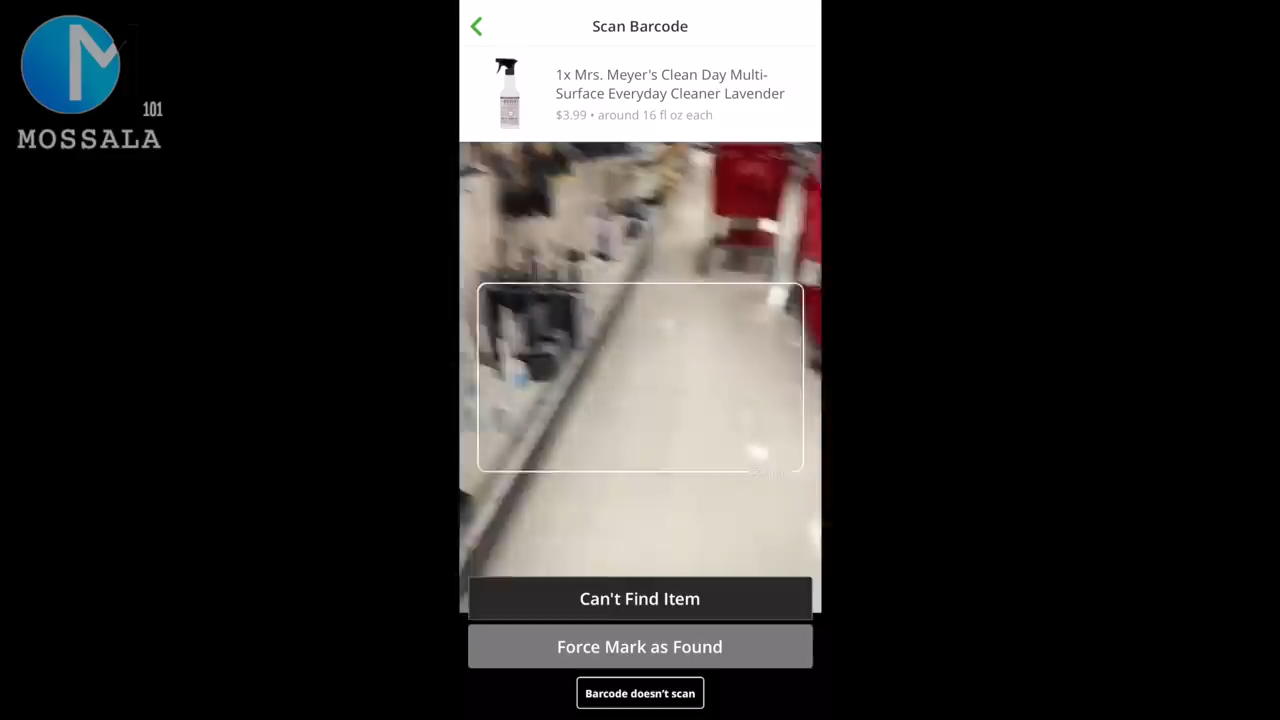 M
101
MOSSALA
Scan Barcode
1x Mrs. Meyer's Clean Day Multi-
Surface Everyday Cleaner Lavender
$3.99 • around 16 fl oz each
Can't Find Item
Force Mark as Found
Barcode doesn't scan